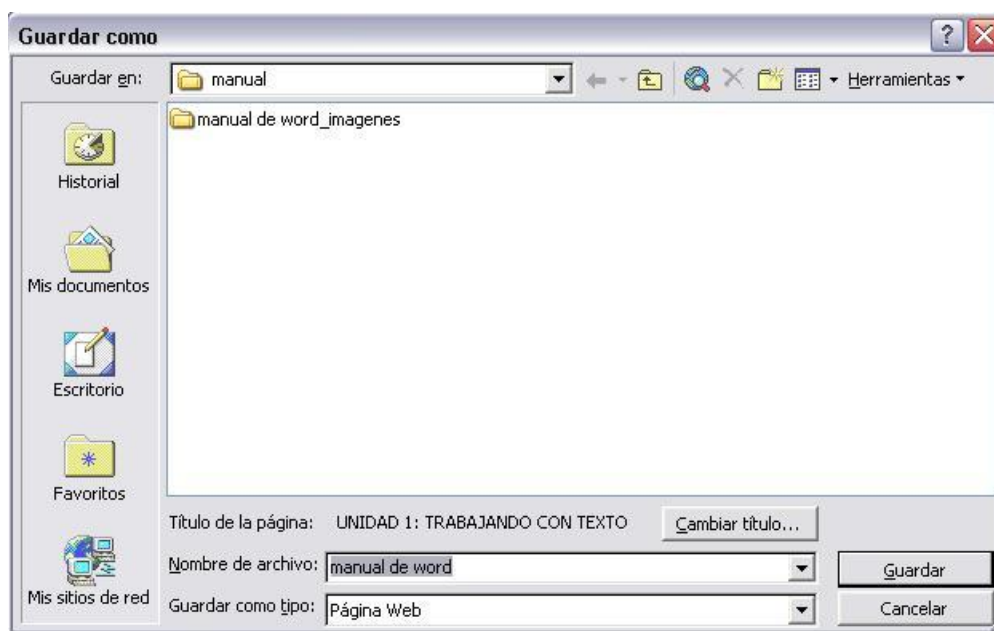 Guardar como
Guardar en:
manual
Herramientas
manual de word_imagenes
Historial
Mis documentos
Escritorio
Favoritos
Mis sitios de red
Título de la página:
UNIDAD 1: TRABAJANDO CON TEXTO
Cambiar título...
Nombre de archivo:
manual de word
Guardar
Guardar como tipo:
Página Web
Cancelar